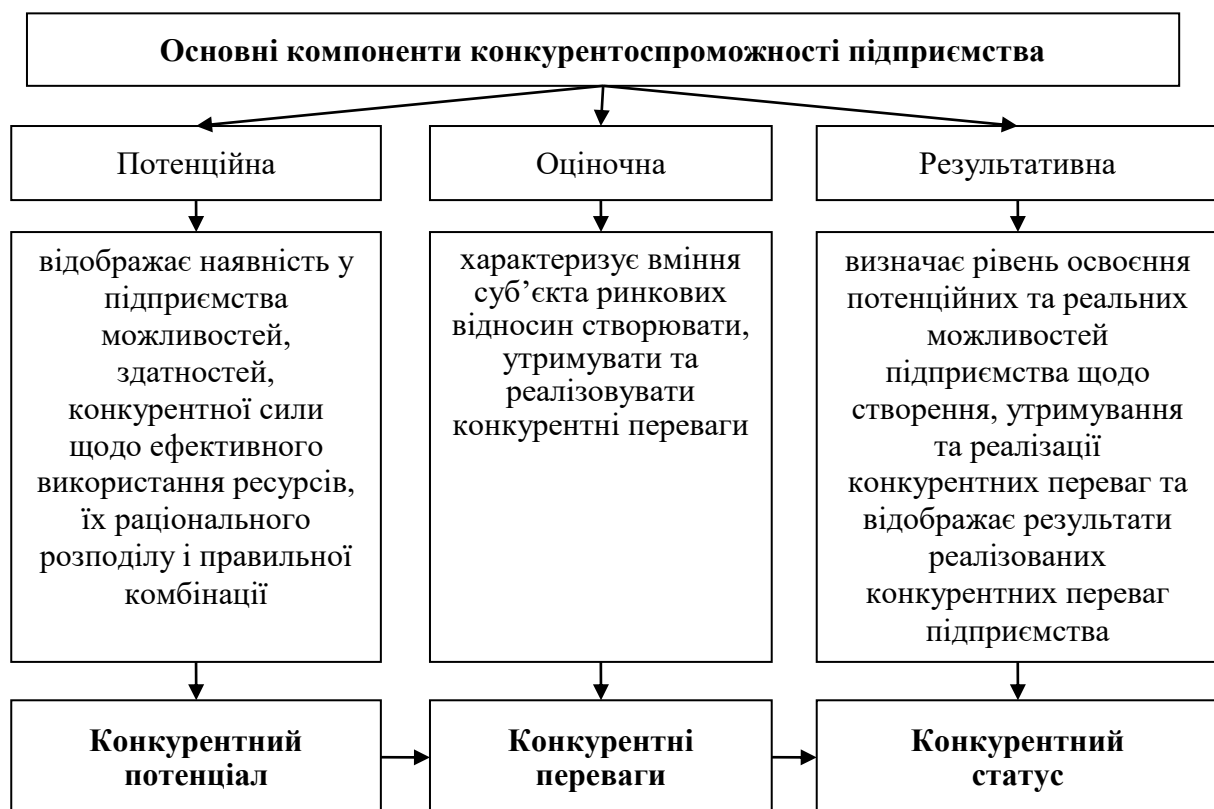 Основні компоненти конкурентоспроможності підприємства
Потенційна
Оціночна
Результативна
відображає наявність у
підприємства
можливостей,
здатностей,
конкурентної сили
щодо ефективного
використання ресурсів,
їх раціонального
розподілу і правильної
комбінації
характеризує вміння
суб’єкта ринкових
відносин створювати,
утримувати та
реалізовувати
конкурентні переваги
визначає рівень освоєння
потенційних та реальних
можливостей
підприємства щодо
створення, утримування
та реалізації
конкурентних переваг та
відображає результати
реалізованих
конкурентних переваг
підприємства
Конкурентний
потенціал
Конкурентні
переваги
Конкурентний
статус